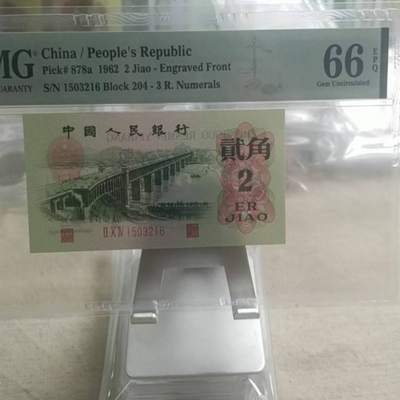 MG
GUARANTY
China / People's Republic
Pick# 878a 1962 2 Jiao - Engraved Front
S/N 1503216 Block 204 - 3 R. Numerals
66
EPQ
Gem Uncirculated
中國人民銀行
貳角
2
ER
JIAO
II X IV 1503216